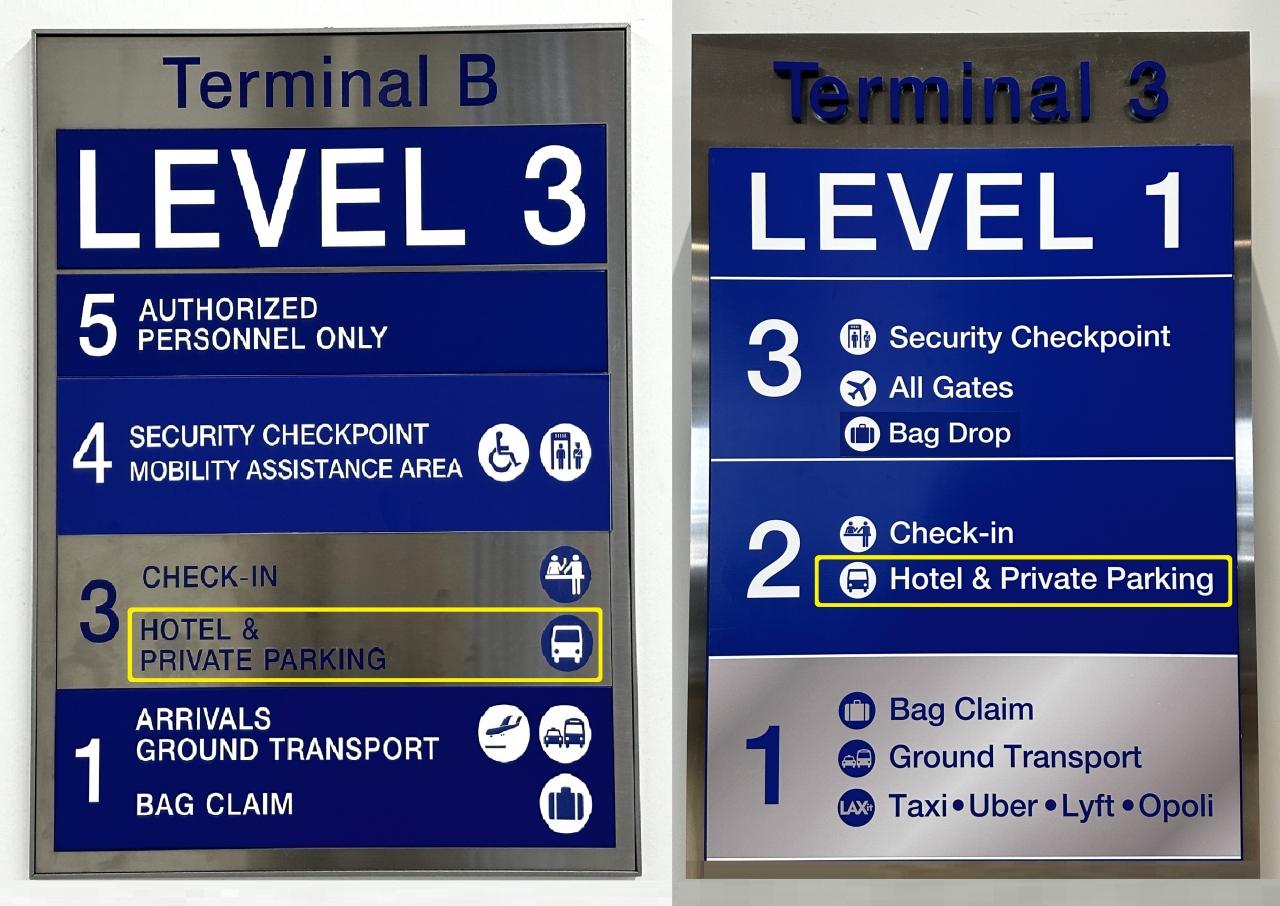 Terminal B
LEVEL 3
5 AUTHORIZED
PERSONNEL ONLY
4 SECURITY CHECKPOINT
MOBILITY ASSISTANCE AREA
3 CHECK-IN
HOTEL &
PRIVATE PARKING
1 ARRIVALS
GROUND TRANSPORT
BAG CLAIM
Terminal 3
LEVEL 1
3 Security Checkpoint
All Gates
Bag Drop
2 Check-in
Hotel & Private Parking
1 Bag Claim
Ground Transport
LAXit Taxi•Uber•Lyft•Opoli